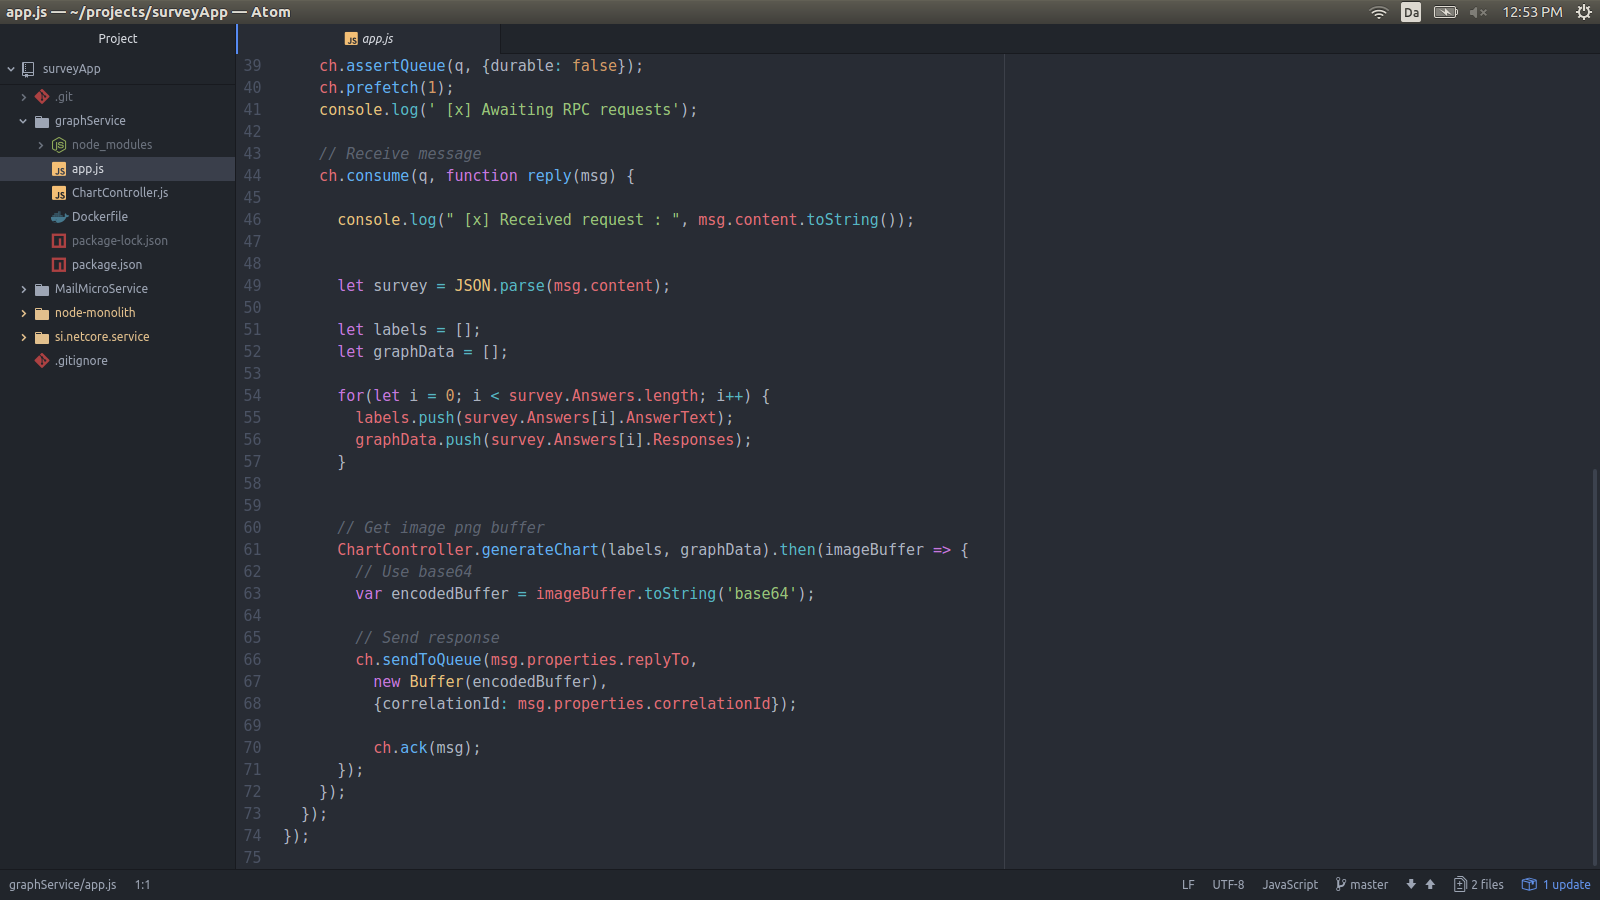 app.js — ~/projects/surveyApp — Atom
Da
12:53 PM
Project
surveyApp
.git
graphService
node_modules
app.js
ChartController.js
Dockerfile
package-lock.json
package.json
MailMicroService
node-monolith
si.netcore.service
.gitignore
app.js
39 ch.assertQueue(q, {durable: false});
40 ch.prefetch(1);
41 console.log(' [x] Awaiting RPC requests');
42
43 // Receive message
44 ch.consume(q, function reply(msg) {
45
46 console.log(" [x] Received request : ", msg.content.toString());
47
48
49 let survey = JSON.parse(msg.content);
50
51 let labels = [];
52 let graphData = [];
53
54 for(let i = 0; i < survey.Answers.length; i++) {
55 labels.push(survey.Answers[i].AnswerText);
56 graphData.push(survey.Answers[i].Responses);
57 }
58
59
60 // Get image png buffer
61 ChartController.generateChart(labels, graphData).then(imageBuffer => {
62 // Use base64
63 var encodedBuffer = imageBuffer.toString('base64');
64
65 // Send response
66 ch.sendToQueue(msg.properties.replyTo,
67 new Buffer(encodedBuffer),
68 {correlationId: msg.properties.correlationId});
69
70 ch.ack(msg);
71 });
72 });
73 });
74 });
75
graphService/app.js 1:1
LF UTF-8 JavaScript master 2 files 1 update